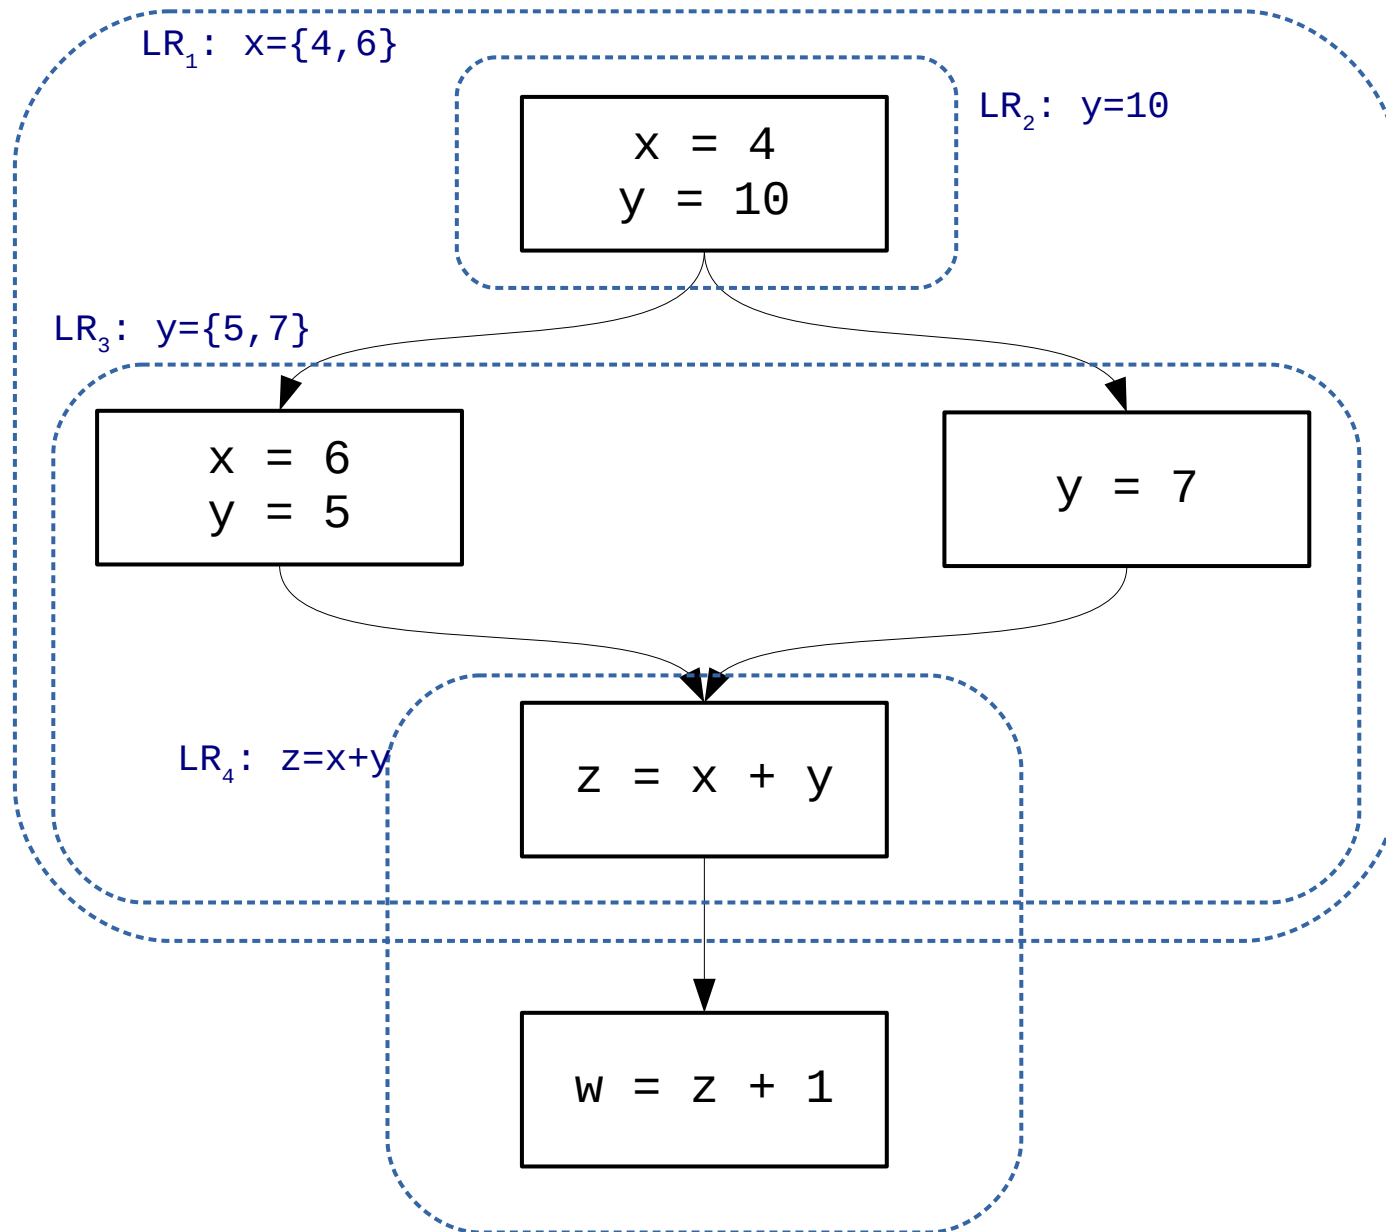 LR₁: x={4,6}
LR₂: y=10
x = 4
y = 10
LR₃: y={5,7}
x = 6
y = 5
y = 7
LR₄: z=x+y
z = x + y
w = z + 1